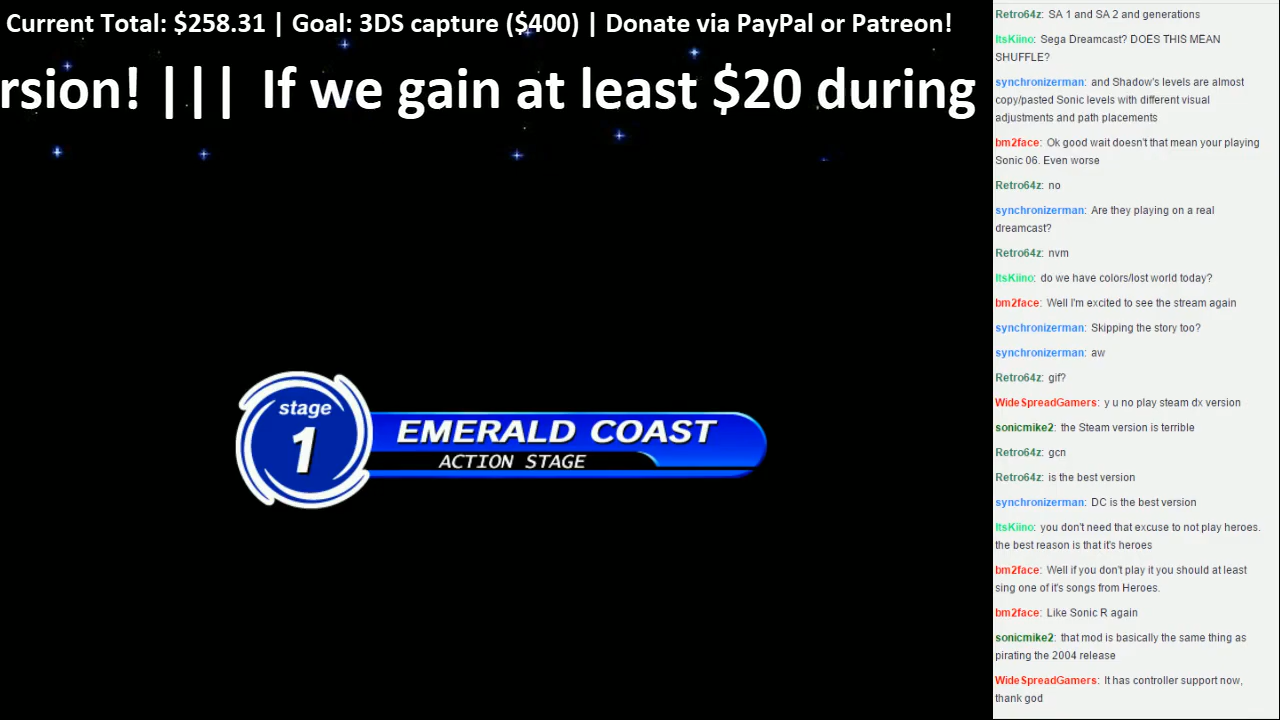 Current Total: $258.31 | Goal: 3DS capture ($400) | Donate via PayPal or Patreon!
rsion! ||| If we gain at least $20 during
stage
1
EMERALD COAST
ACTION STAGE
Retro64z: SA 1 and SA 2 and generations
ItsKiino: Sega Dreamcast? DOES THIS MEAN
SHUFFLE?
synchronizerman: and Shadow's levels are almost
copy/pasted Sonic levels with different visual
adjustments and path placements
bm2face: Ok good wait doesn't that mean your playing
Sonic 06. Even worse
Retro64z: no
synchronizerman: Are they playing on a real
dreamcast?
Retro64z: nvm
ItsKiino: do we have colors/lost world today?
bm2face: Well I'm excited to see the stream again
synchronizerman: Skipping the story too?
synchronizerman: aw
Retro64z: gif?
WideSpreadGamers: y u no play steam dx version
sonicmike2: the Steam version is terrible
Retro64z: gcn
Retro64z: is the best version
synchronizerman: DC is the best version
ItsKiino: you don't need that excuse to not play heroes.
the best reason is that it's heroes
bm2face: Well if you don't play it you should at least
sing one of it's songs from Heroes.
bm2face: Like Sonic R again
sonicmike2: that mod is basically the same thing as
pirating the 2004 release
WideSpreadGamers: It has controller support now,
thank god